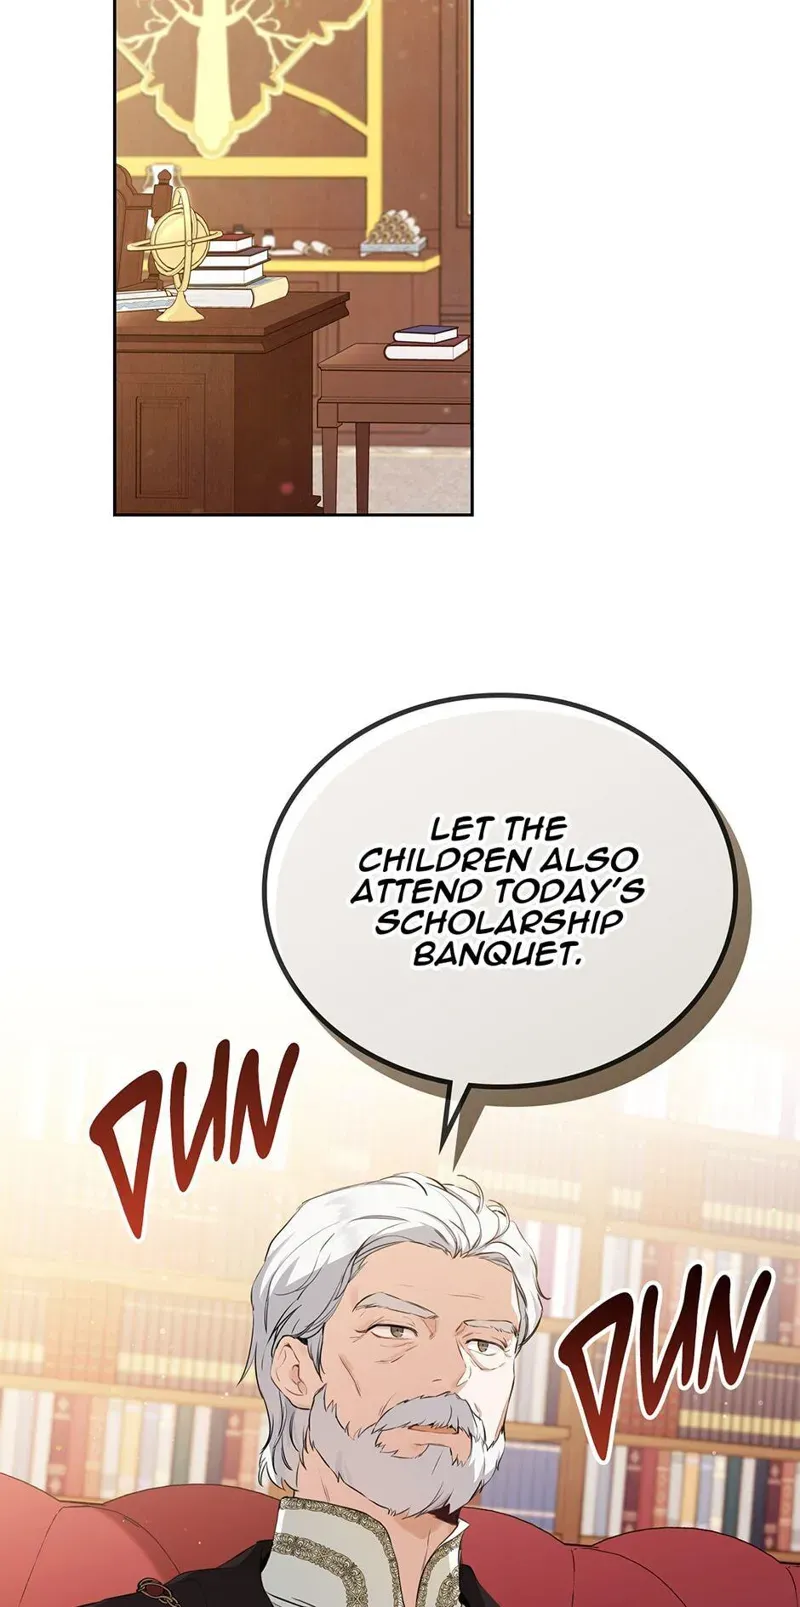 LET THE
CHILDREN ALSO
ATTEND TODAY'S
SCHOLARSHIP
BANQUET.
DUN
DUN